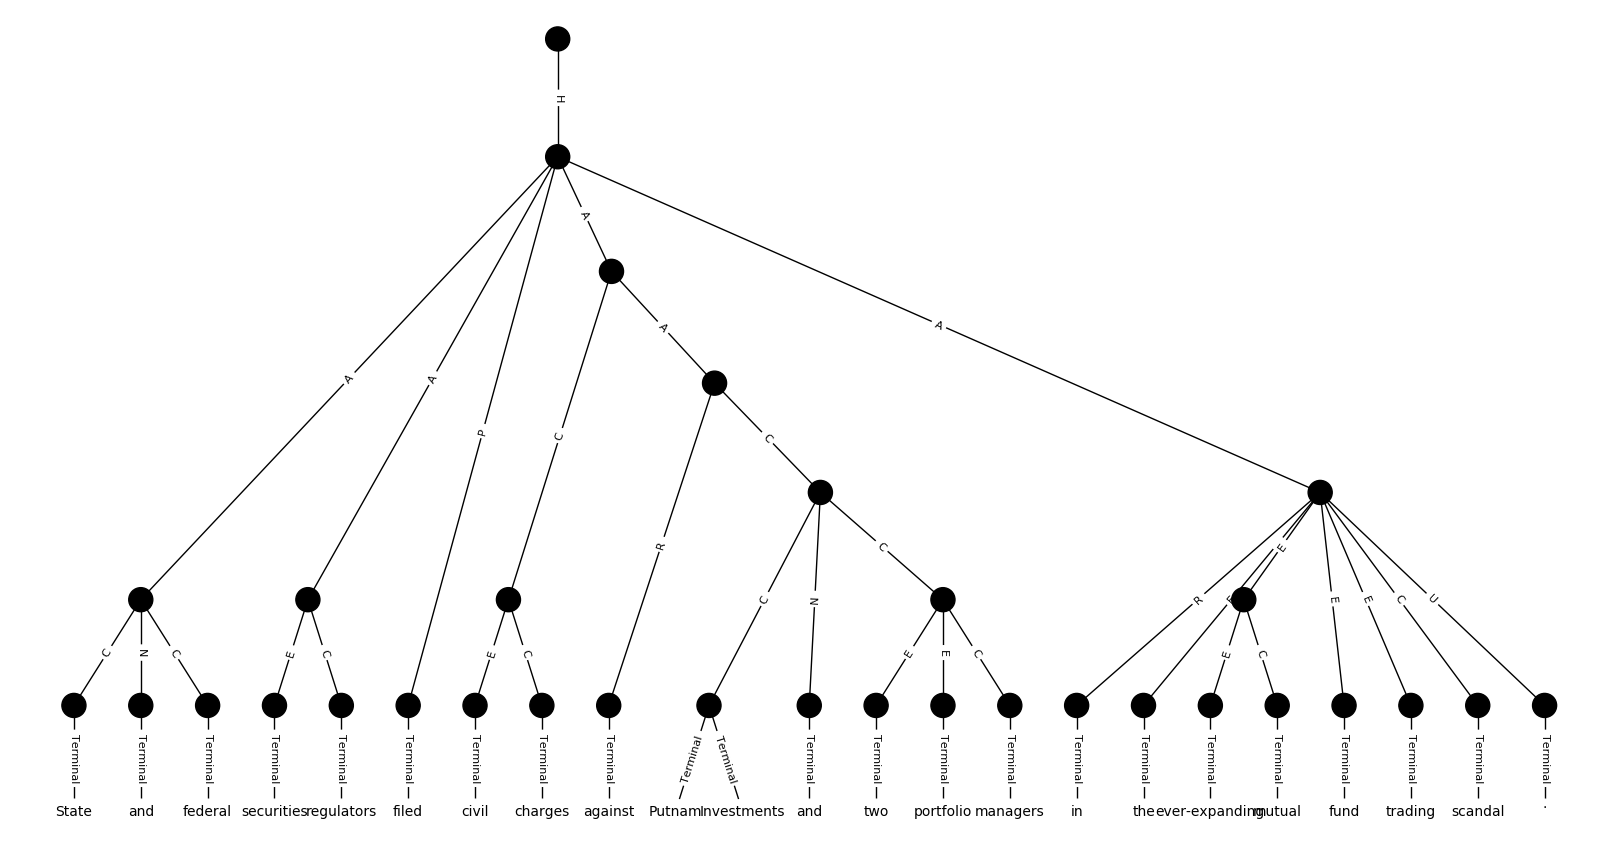 H
A
A
A
A
A
P
C
C
R
C
N
C
E
C
E
C
C
N
C
E
E
C
R
E
E
E
C
E
E
C
U
Terminal Terminal Terminal Terminal Terminal Terminal Terminal Terminal Terminal Terminal Terminal Terminal Terminal Terminal Terminal Terminal Terminal Terminal Terminal Terminal Terminal Terminal Terminal
State and federal securities regulators filed civil charges against Putnam Investments and two portfolio managers in the ever-expanding mutual fund trading scandal .